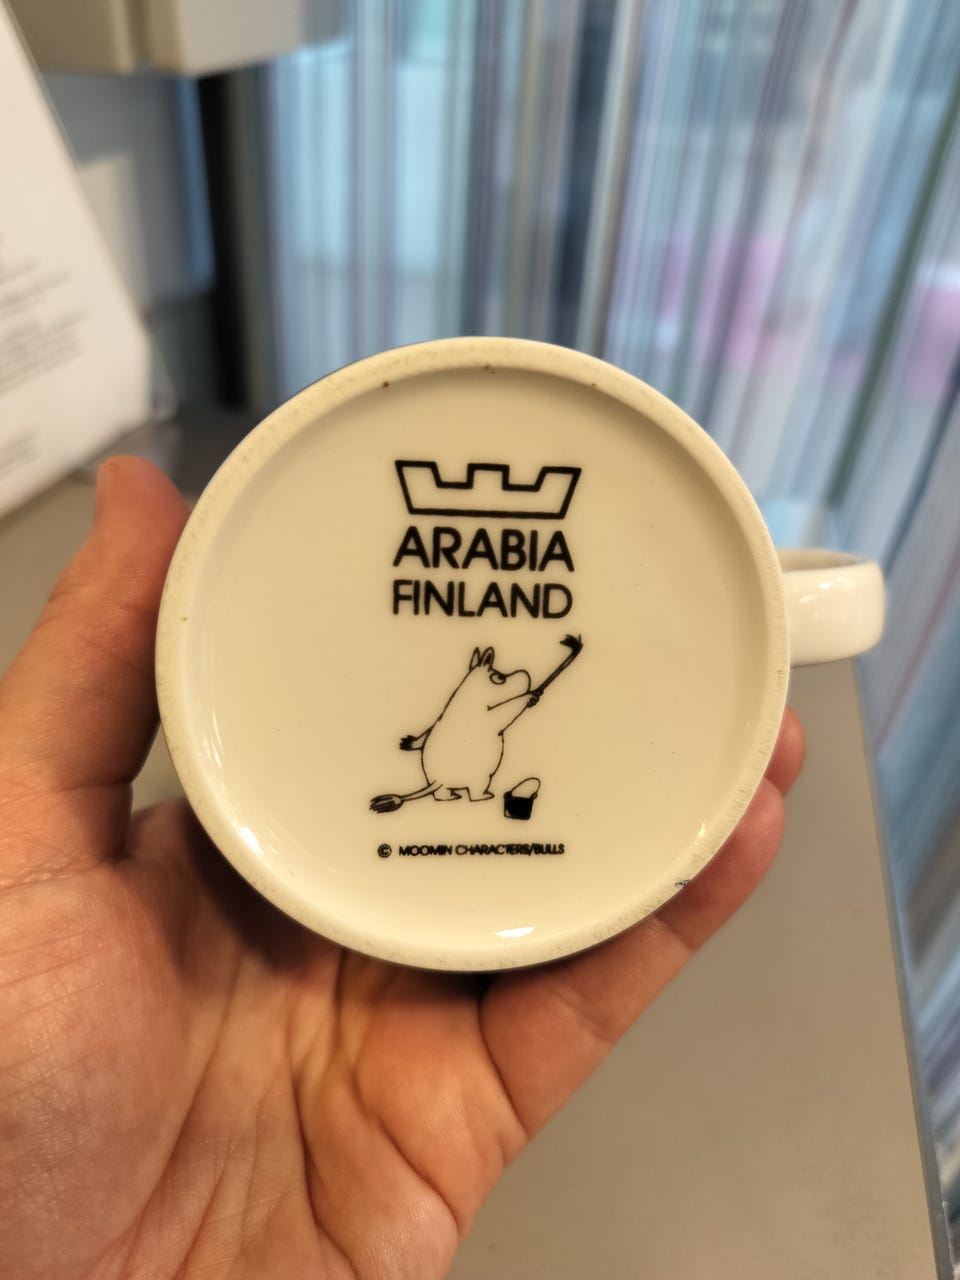 ARABIA
FINLAND
© MOOMIN CHARACTERS/BULLS